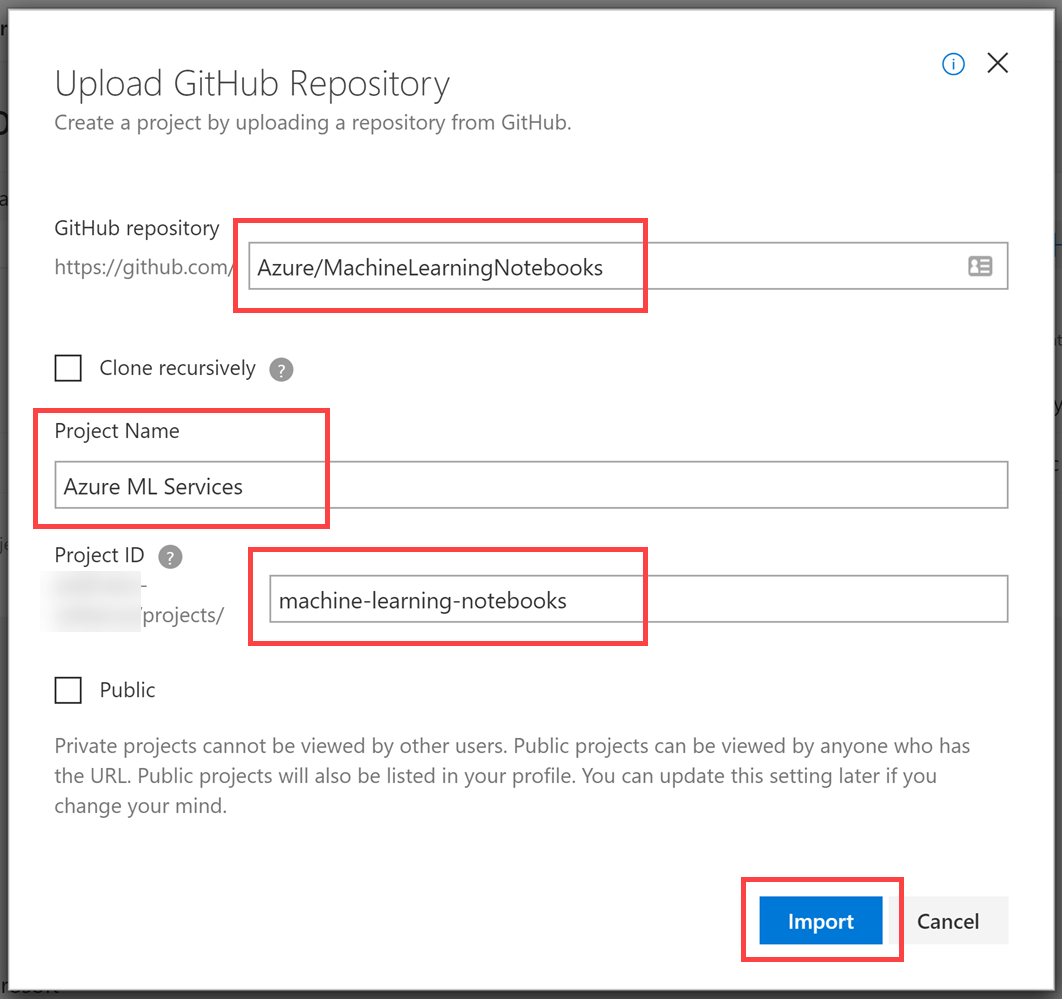 Upload GitHub Repository
Create a project by uploading a repository from GitHub.
GitHub repository
https://github.com/ Azure/MachineLearningNotebooks
Clone recursively ?
Project Name
Azure ML Services
Project ID ?
-
/projects/ machine-learning-notebooks
Public
Private projects cannot be viewed by other users. Public projects can be viewed by anyone who has
the URL. Public projects will also be listed in your profile. You can update this setting later if you
change your mind.
Import Cancel